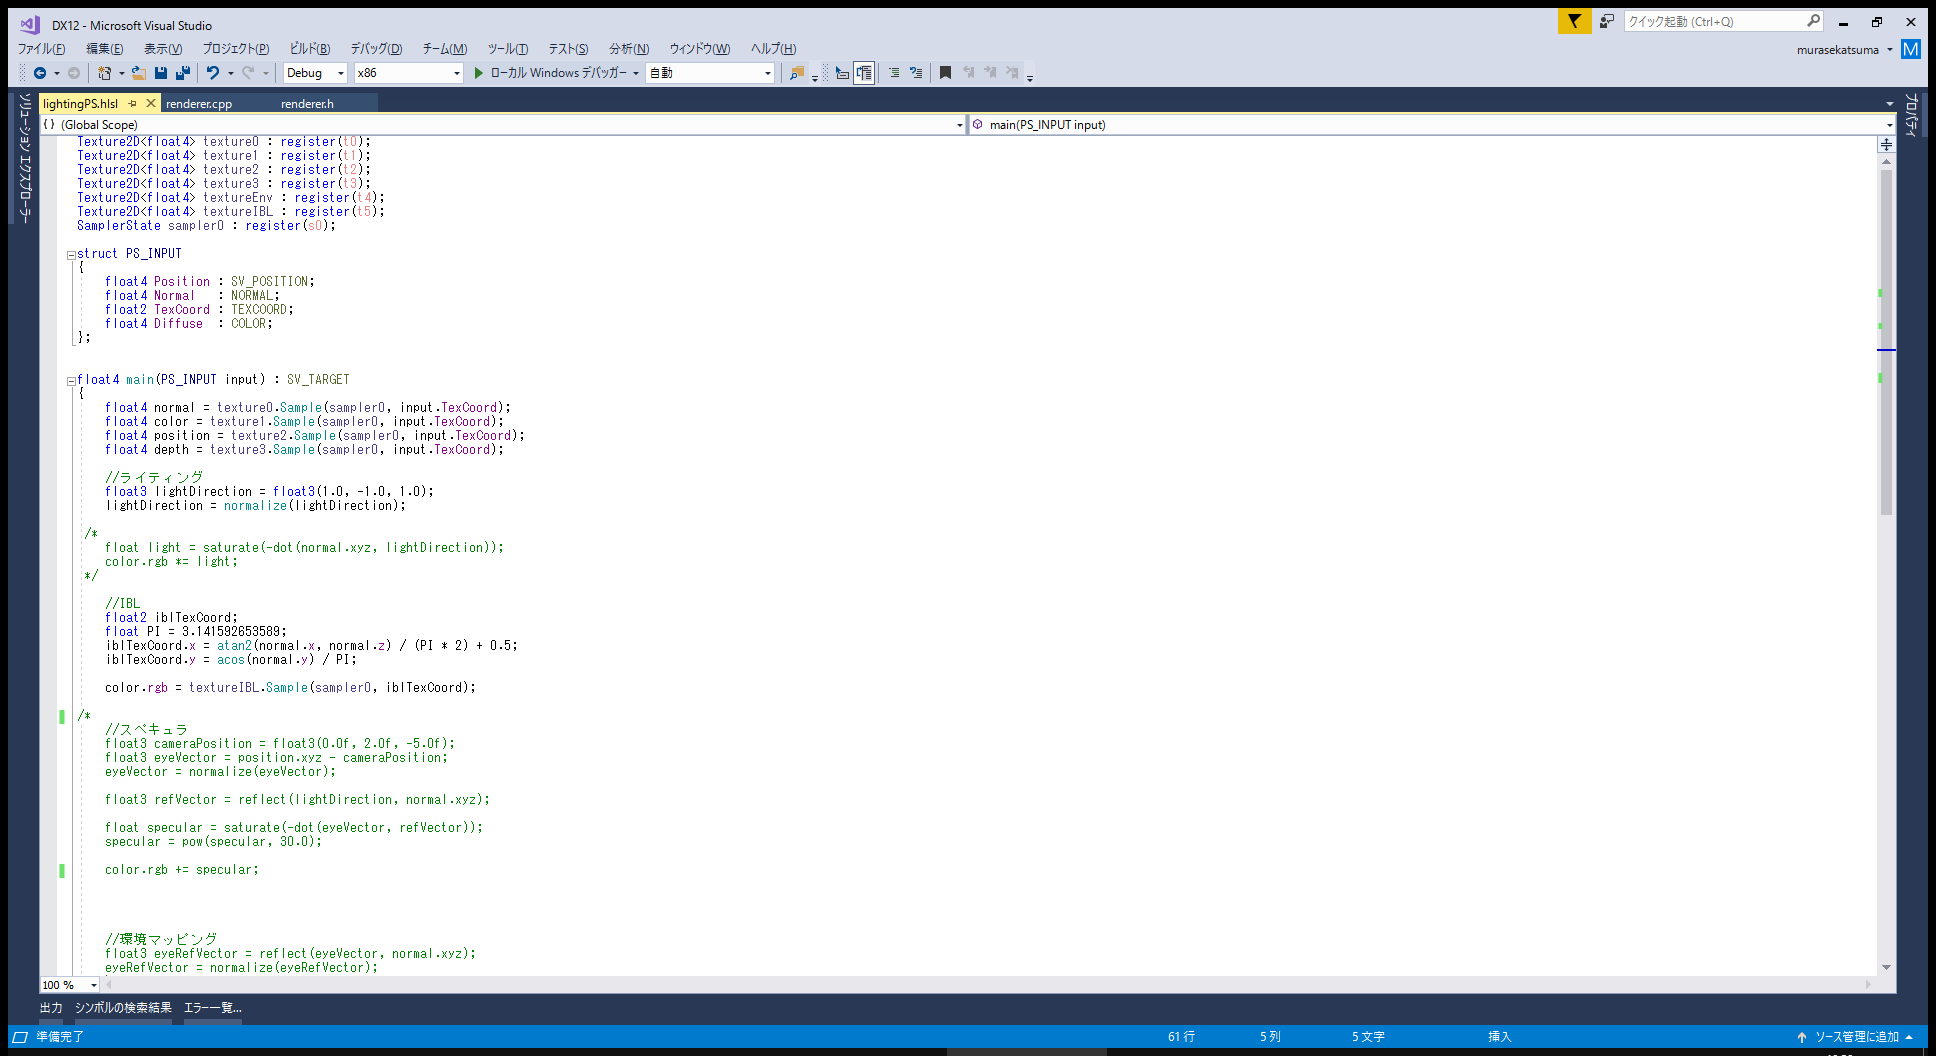 DX12 - Microsoft Visual Studio
クイック起動 (Ctrl+Q)
ファイル(F) 編集(E) 表示(V) プロジェクト(P) ビルド(B) デバッグ(D) チーム(M) ツール(T) テスト(S) 分析(N) ウィンドウ(W) ヘルプ(H)
murasekatsuma M
Debug x86 ローカル Windows デバッガー 自動
ソリューション エクスプローラー
プロパティ
lightingPS.hlsl renderer.cpp renderer.h
{} (Global Scope) main(PS_INPUT input)
Texture2D<float4> texture0 : register(t0);
Texture2D<float4> texture1 : register(t1);
Texture2D<float4> texture2 : register(t2);
Texture2D<float4> texture3 : register(t3);
Texture2D<float4> textureEnv : register(t4);
Texture2D<float4> textureIBL : register(t5);
SamplerState sampler0 : register(s0);
struct PS_INPUT
{
float4 Position : SV_POSITION;
float4 Normal : NORMAL;
float2 TexCoord : TEXCOORD;
float4 Diffuse : COLOR;
};
float4 main(PS_INPUT input) : SV_TARGET
{
float4 normal = texture0.Sample(sampler0, input.TexCoord);
float4 color = texture1.Sample(sampler0, input.TexCoord);
float4 position = texture2.Sample(sampler0, input.TexCoord);
float4 depth = texture3.Sample(sampler0, input.TexCoord);
//ライティング
float3 lightDirection = float3(1.0, -1.0, 1.0);
lightDirection = normalize(lightDirection);
/*
float light = saturate(-dot(normal.xyz, lightDirection));
color.rgb *= light;
*/
//IBL
float2 iblTexCoord;
float PI = 3.141592653589;
iblTexCoord.x = atan2(normal.x, normal.z) / (PI * 2) + 0.5;
iblTexCoord.y = acos(normal.y) / PI;
color.rgb = textureIBL.Sample(sampler0, iblTexCoord);
/*
//スペキュラ
float3 cameraPosition = float3(0.0f, 2.0f, -5.0f);
float3 eyeVector = position.xyz - cameraPosition;
eyeVector = normalize(eyeVector);
float3 refVector = reflect(lightDirection, normal.xyz);
float specular = saturate(-dot(eyeVector, refVector));
specular = pow(specular, 30.0);
color.rgb += specular;
//環境マッピング
float3 eyeRefVector = reflect(eyeVector, normal.xyz);
eyeRefVector = normalize(eyeRefVector);
100 %
出力 シンボルの検索結果 エラー一覧...
準備完了 61 行 5 列 5 文字 挿入 ソース管理に追加